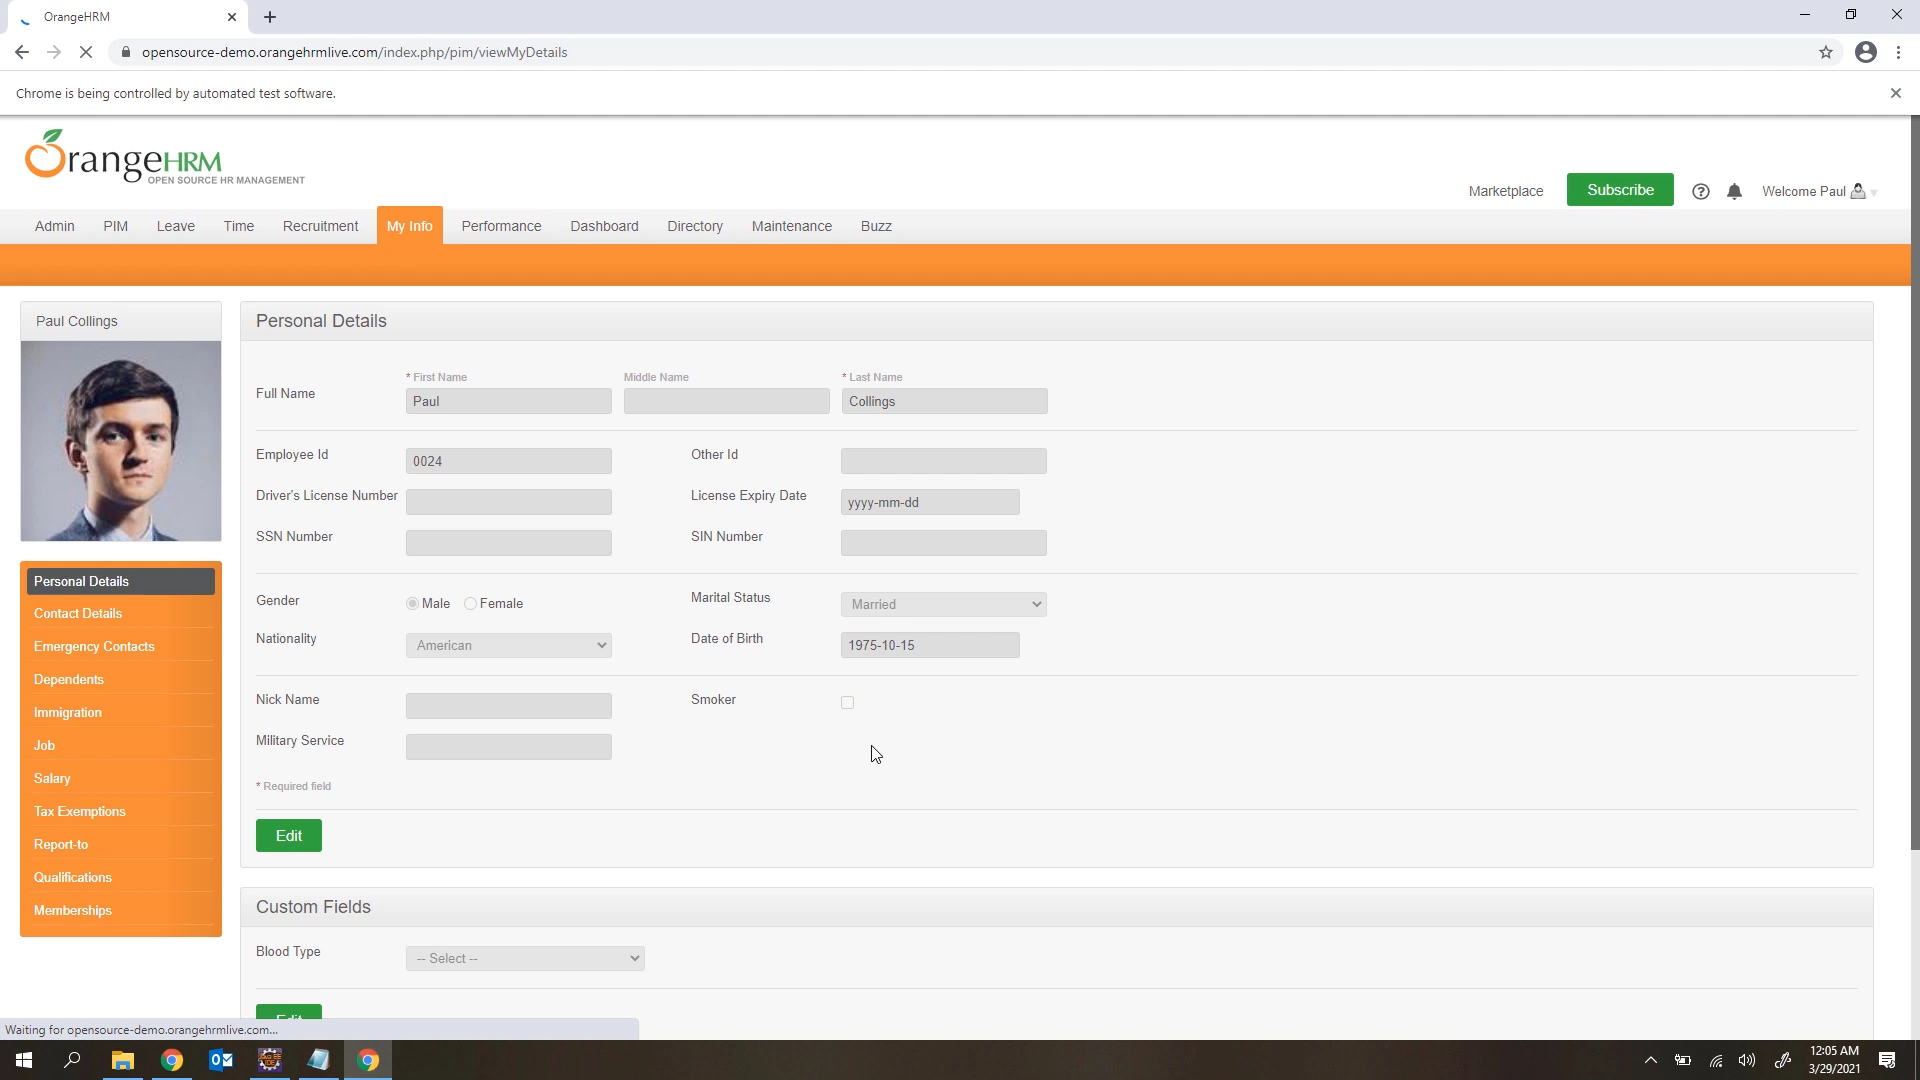 OrangeHRM
opensource-demo.orangehrmlive.com/index.php/pim/viewMyDetails
Chrome is being controlled by automated test software.
OrangeHRM
OPEN SOURCE HR MANAGEMENT
Marketplace Subscribe Welcome Paul
Admin PIM Leave Time Recruitment My Info Performance Dashboard Directory Maintenance Buzz
Paul Collings
Personal Details
* First Name Middle Name * Last Name
Full Name Paul Collings
Employee Id 0024 Other Id
Driver's License Number License Expiry Date yyyy-mm-dd
SSN Number SIN Number
Gender Male Female Marital Status Married
Nationality American Date of Birth 1975-10-15
Nick Name Smoker
Military Service
* Required field
Edit
Personal Details
Contact Details
Emergency Contacts
Dependents
Immigration
Job
Salary
Tax Exemptions
Report-to
Qualifications
Memberships
Custom Fields
Blood Type -- Select --
Edit
Waiting for opensource-demo.orangehrmlive.com...
12:05 AM
3/29/2021